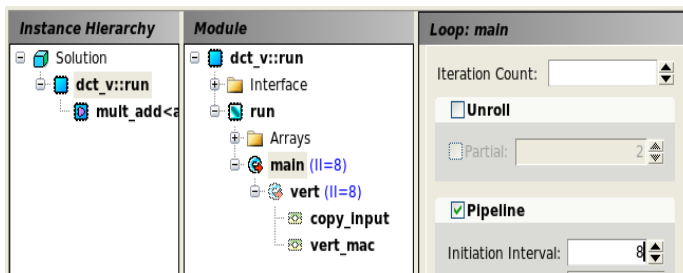 Instance Hierarchy
Solution
dct_v::run
mult_add<a
Module
dct_v::run
Interface
run
Arrays
main (II=8)
vert (II=8)
copy_input
vert_mac
Loop: main
Iteration Count:
Unroll
Partial: 2
Pipeline
Initiation Interval: 8